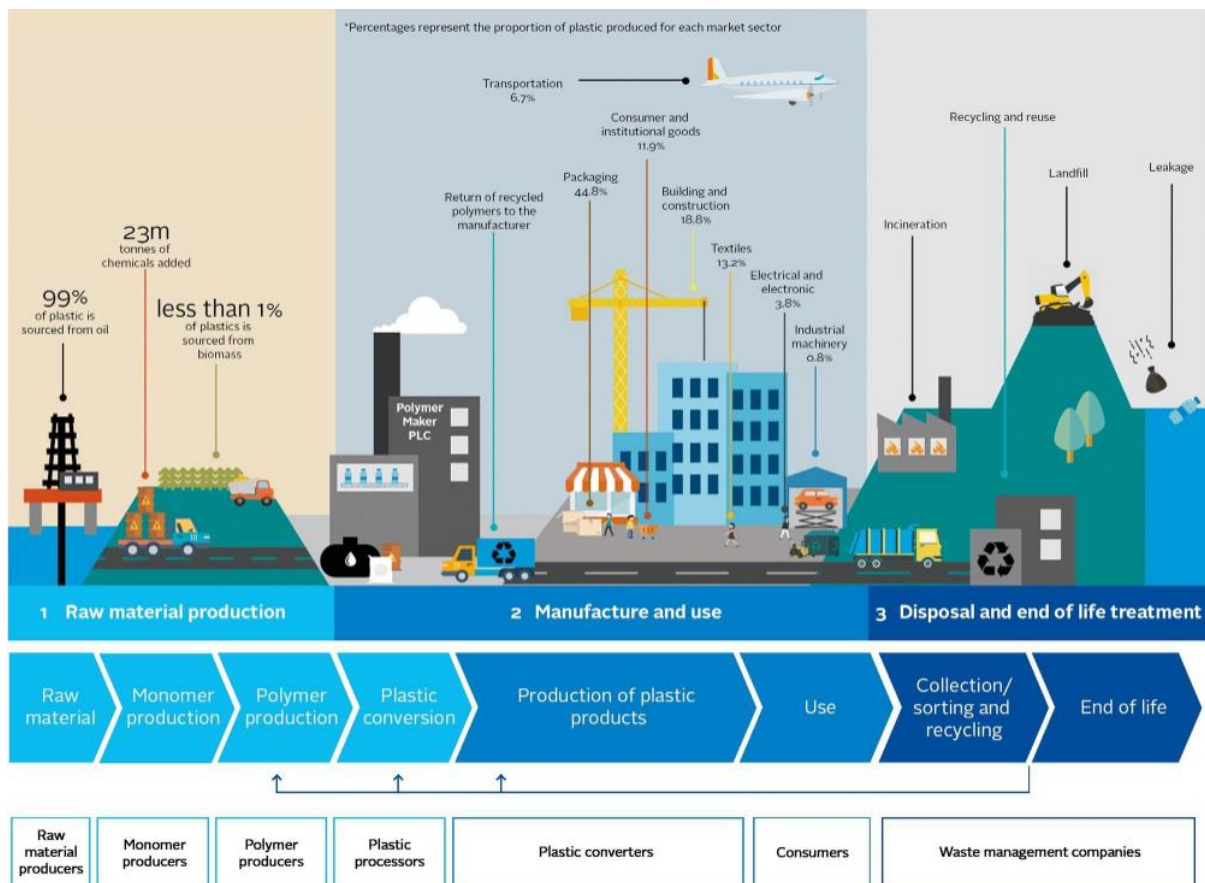 *Percentages represent the proportion of plastic produced for each market sector
99%
of plastic is
sourced from oil
23m
tonnes of
chemicals added
less than 1%
of plastics is
sourced from
biomass
Transportation
6.7%
Return of recycled
polymers to the
manufacturer
Packaging
44.8%
Consumer and
institutional goods
11.9%
Building and
construction
18.8%
Textiles
13.2%
Electrical and
electronic
3.8%
Industrial
machinery
0.8%
Polymer
Maker
PLC
Incineration
Recycling and reuse
Landfill
Leakage
1 Raw material production
2 Manufacture and use
3 Disposal and end of life treatment
Raw
material
Monomer
production
Polymer
production
Plastic
conversion
Production of plastic
products
Use
Collection/
sorting and
recycling
End of life
Raw
material
producers
Monomer
producers
Polymer
producers
Plastic
processors
Plastic converters
Consumers
Waste management companies